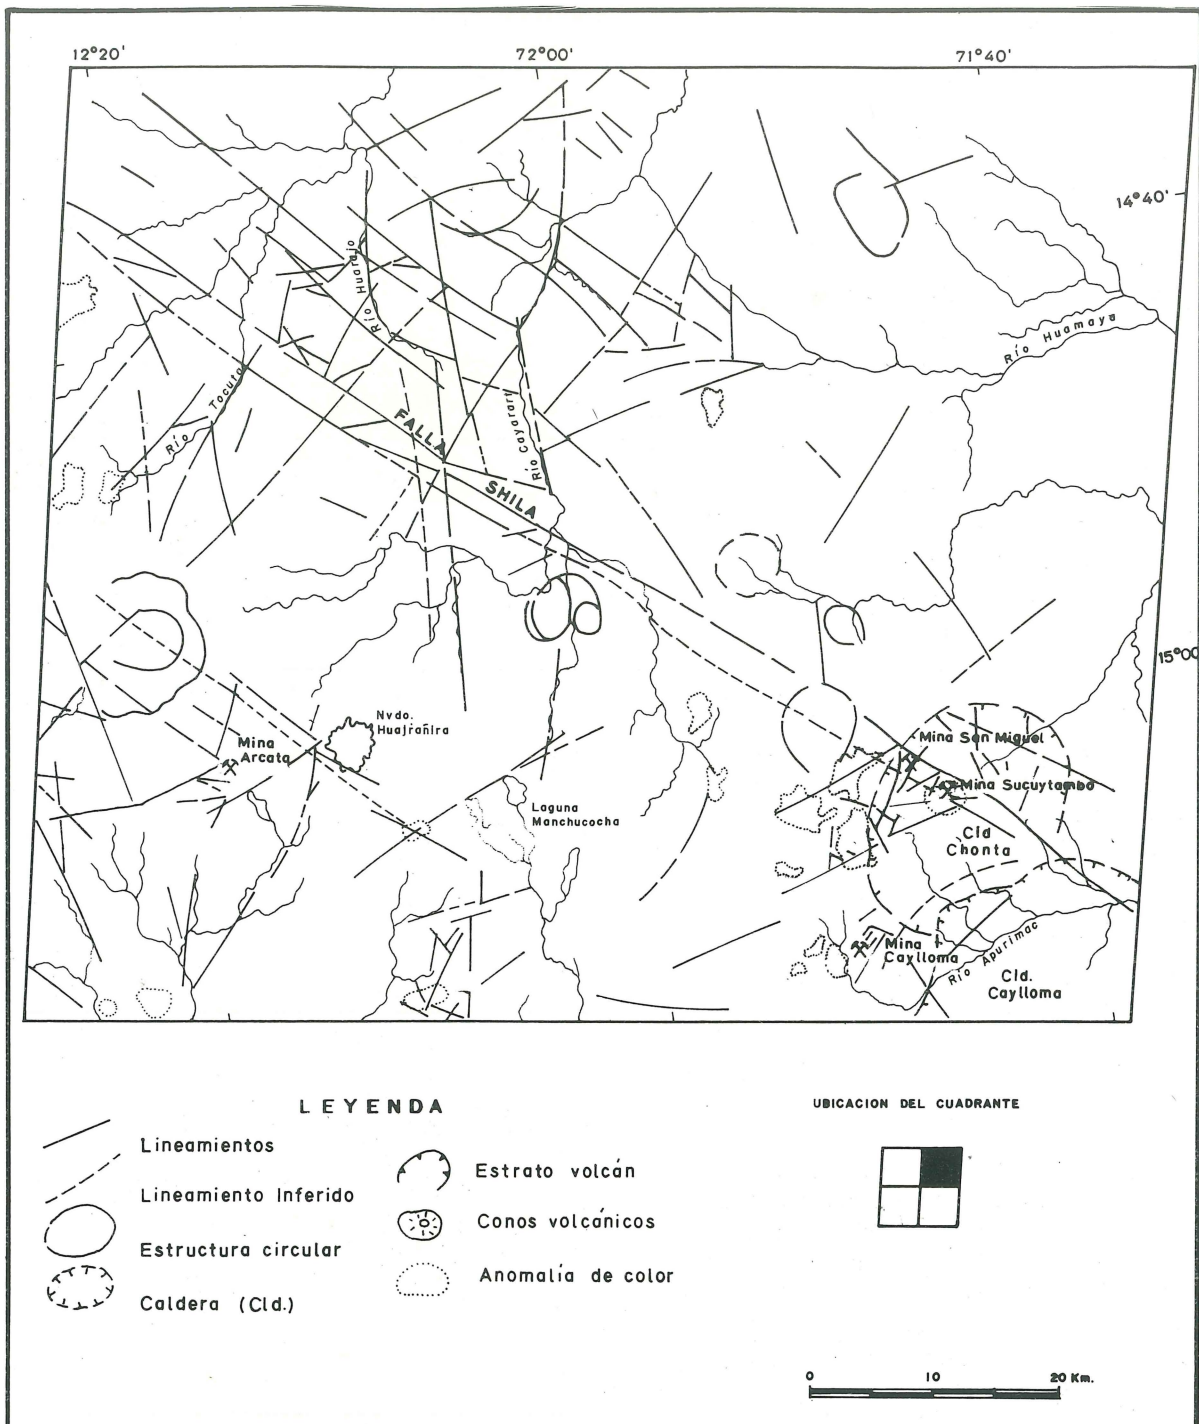 12°20'
72°00'
71°40'
14°40'
Río Huarajo
Río Huamaya
Río Tocuto
FALLA
SHILA
Río Cayarary
15°00
Nvdo.
Huajrañira
Mina
Arcata
Mina San Miguel
Mina Sucuytambo
Laguna
Manchucocha
Cld
Chonta
Mina
Caylloma
Río Apurimac
Cld.
Caylloma
LEYENDA
Lineamientos
Lineamiento Inferido
Estructura circular
Caldera (Cld.)
Estrato volcán
Conos volcánicos
Anomalía de color
UBICACION DEL CUADRANTE
0 10 20 Km.